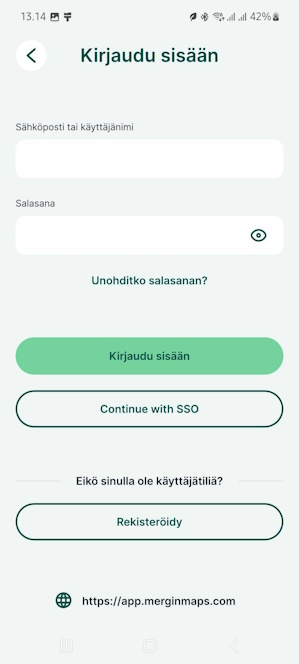 13.14
42%
Kirjaudu sisään
Sähköposti tai käyttäjänimi
Salasana
Unohditko salasanan?
Kirjaudu sisään
Continue with SSO
Eikö sinulla ole käyttäjätiliä?
Rekisteröidy
https://app.merginmaps.com